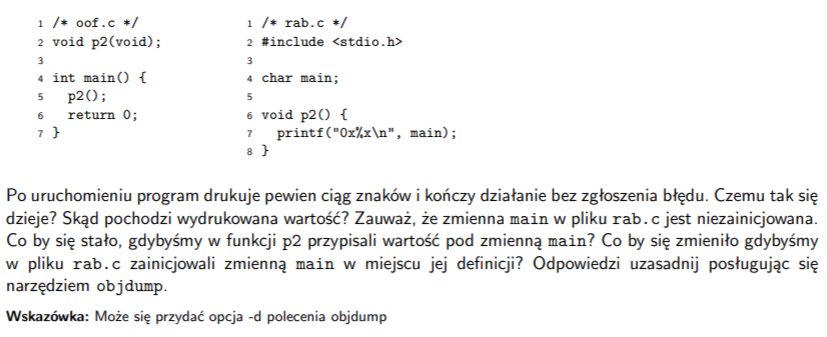 1 /* oof.c */
2 void p2(void);
3
4 int main() {
5   p2();
6   return 0;
7 }
1 /* rab.c */
2 #include <stdio.h>
3
4 char main;
5
6 void p2() {
7   printf("0x%x\n", main);
8 }
Po uruchomieniu program drukuje pewien ciąg znaków i kończy działanie bez zgłoszenia błędu. Czemu tak się
dzieje? Skąd pochodzi wydrukowana wartość? Zauważ, że zmienna main w pliku rab.c jest niezainicjowana.
Co by się stało, gdybyśmy w funkcji p2 przypisali wartość pod zmienną main? Co by się zmieniło gdybyśmy
w pliku rab.c zainicjowali zmienną main w miejscu jej definicji? Odpowiedzi uzasadnij posługując się
narzędziem objdump.
Wskazówka: Może się przydać opcja -d polecenia objdump